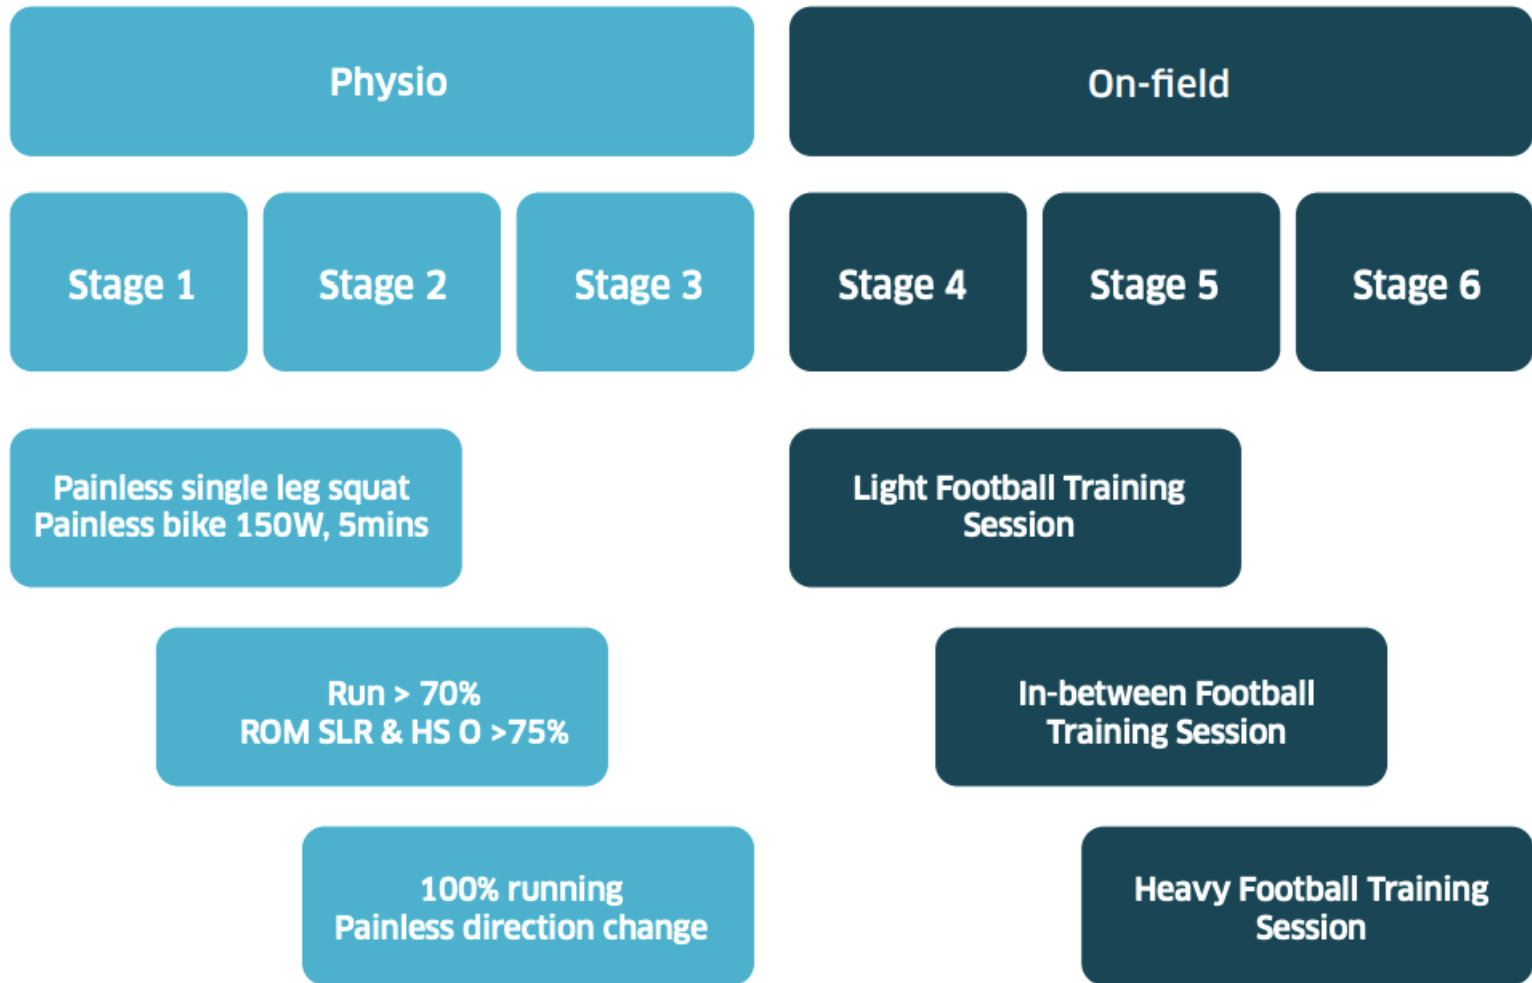 Physio
On-field
Stage 1
Stage 2
Stage 3
Stage 4
Stage 5
Stage 6
Painless single leg squat
Painless bike 150W, 5mins
Light Football Training
Session
Run > 70%
ROM SLR & HS O >75%
In-between Football
Training Session
100% running
Painless direction change
Heavy Football Training
Session